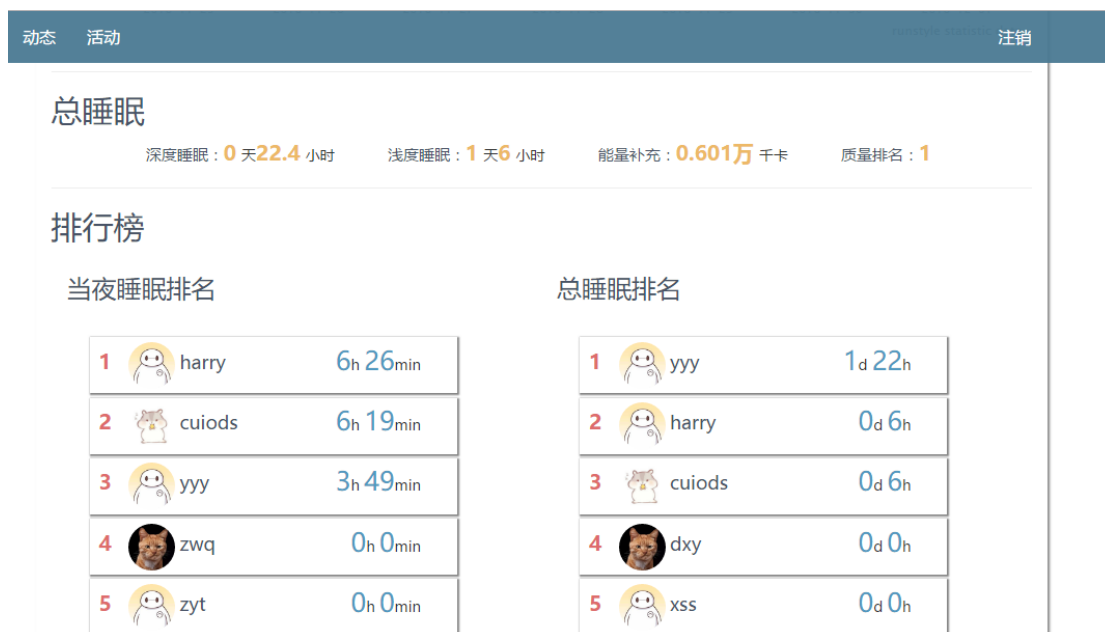 动态 活动 注销
总睡眠
深度睡眠：0 天22.4 小时 浅度睡眠：1 天6 小时 能量补充：0.601万 千卡 质量排名：1
排行榜
当夜睡眠排名
1 harry 6h 26min
2 cuiods 6h 19min
3 yyy 3h 49min
4 zwq 0h 0min
5 zyt 0h 0min
总睡眠排名
1 yyy 1d 22h
2 harry 0d 6h
3 cuiods 0d 6h
4 dxy 0d 0h
5 xss 0d 0h